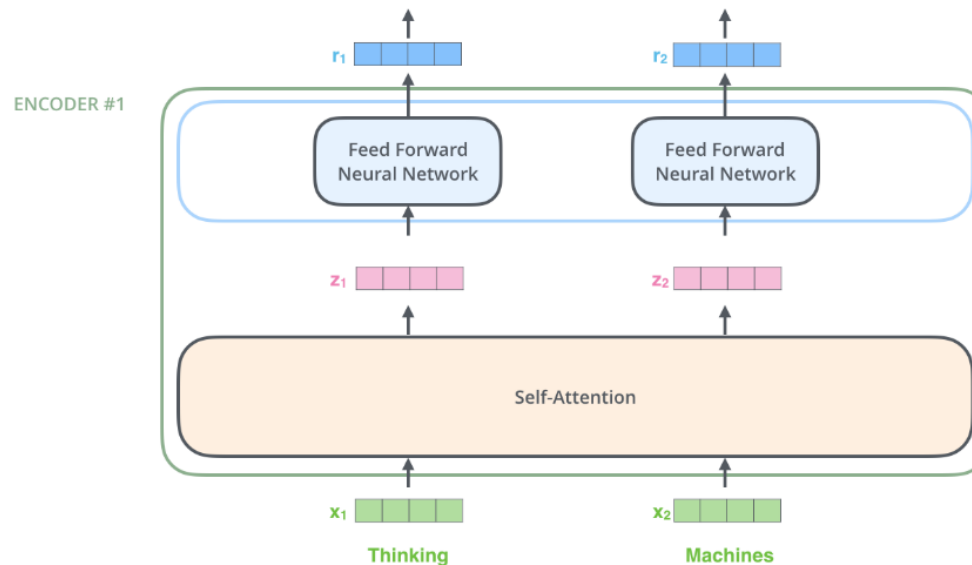 r₁
r₂
ENCODER #1
Feed Forward
Neural Network
Feed Forward
Neural Network
z₁
z₂
Self-Attention
x₁
x₂
Thinking
Machines